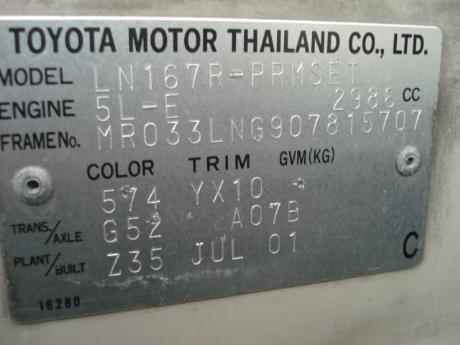 TOYOTA MOTOR THAILAND CO., LTD.
MODEL LN167R-PRMSET
ENGINE 5L-E 2986 CC
FRAME No. MR033LNG907815707
COLOR TRIM GVM(KG)
574 YX10 -
TRANS./AXLE G52 A07B
PLANT/BUILT Z35 JUL 01
C
16280